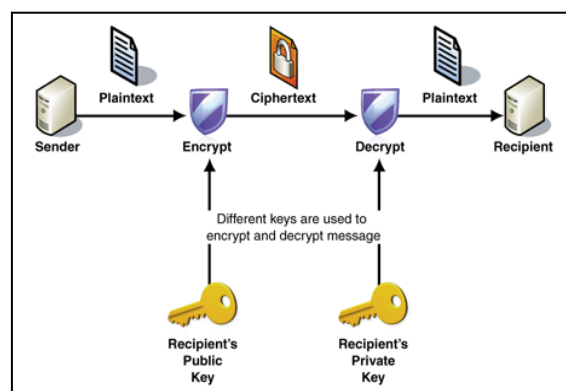 Plaintext
Ciphertext
Plaintext
Sender
Encrypt
Decrypt
Recipient
Different keys are used to
encrypt and decrypt message
Recipient's
Public
Key
Recipient's
Private
Key